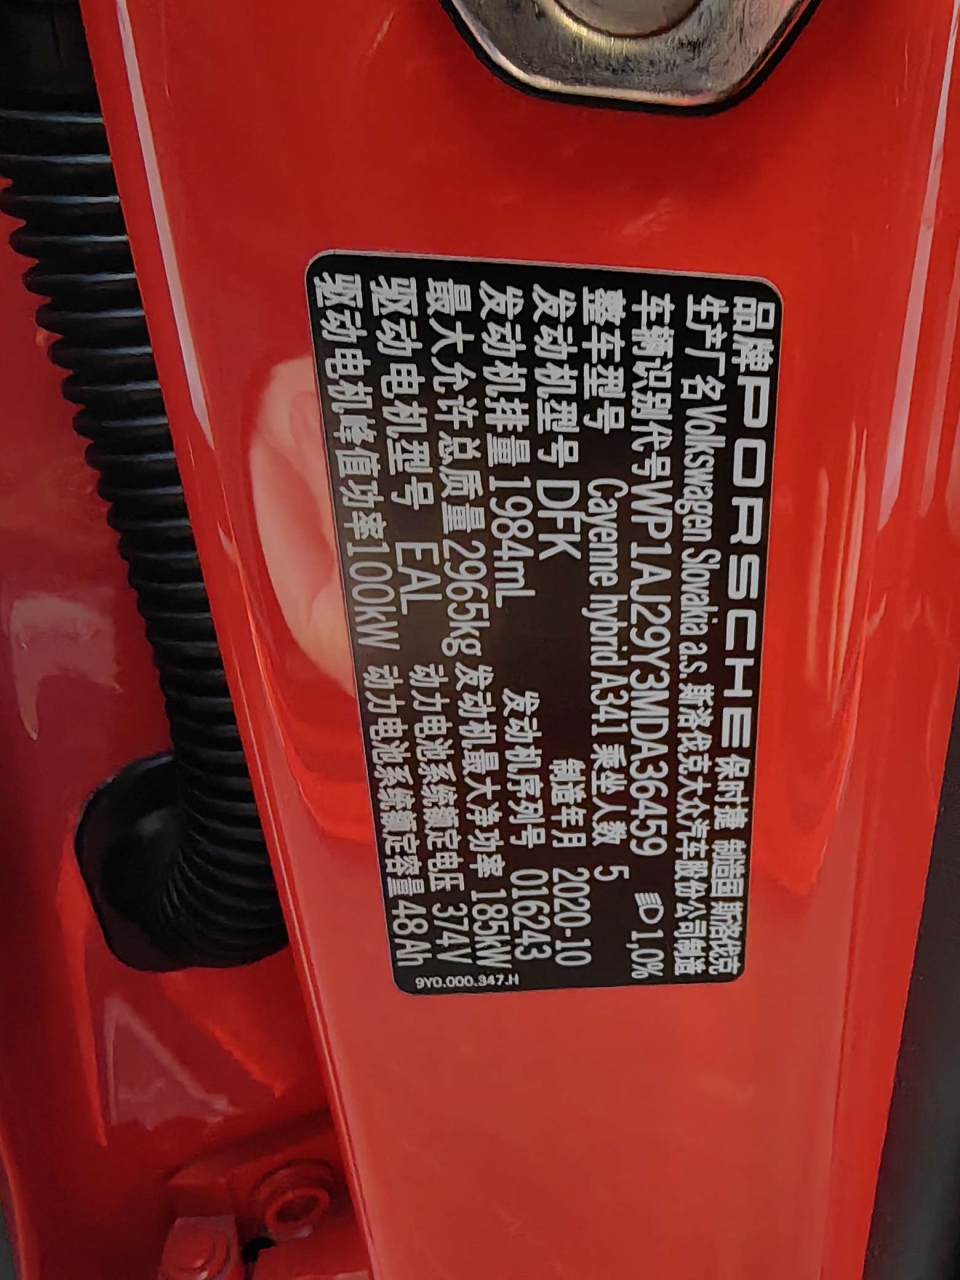 品牌 PORSCHE 保时捷 制造国 斯洛伐克
生产厂名 Volkswagen Slovakia a.s. 斯洛伐克大众汽车股份公司制造
车辆识别代号 WP1AJ29Y3MDA36459 1,0%
整车型号 Cayenne hybrid A341 乘坐人数 5
发动机型号 DFK 制造年月 2020-10
发动机排量 1984mL 发动机序列号 016243
最大允许总质量 2965kg 发动机最大净功率 185kW
驱动电机型号 EAL 动力电池系统额定电压 374V
驱动电机峰值功率 100kW 动力电池系统额定容量 48Ah
9Y0.000.347.H